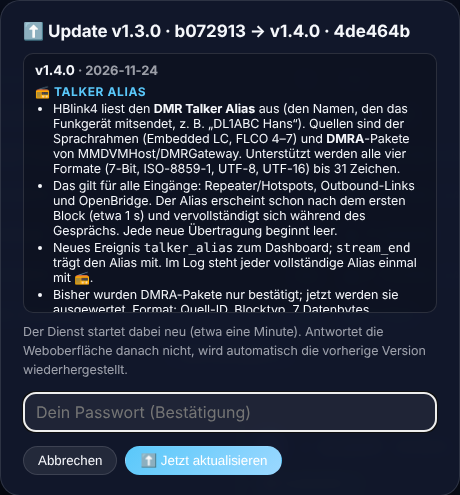 ⬆️ Update v1.3.0 · b072913 → v1.4.0 · 4de464b
v1.4.0 · 2026-11-24
📻 TALKER ALIAS
• HBlink4 liest den DMR Talker Alias aus (den Namen, den das
Funkgerät mitsendet, z. B. „DL1ABC Hans“). Quellen sind der
Sprachrahmen (Embedded LC, FLCO 4–7) und DMRA-Pakete
von MMDVMHost/DMRGateway. Unterstützt werden alle vier
Formate (7-Bit, ISO-8859-1, UTF-8, UTF-16) bis 31 Zeichen.
• Das gilt für alle Eingänge: Repeater/Hotspots, Outbound-Links
und OpenBridge. Der Alias erscheint schon nach dem ersten
Block (etwa 1 s) und vervollständigt sich während des
Gesprächs. Jede neue Übertragung beginnt leer.
• Neues Ereignis talker_alias zum Dashboard; stream_end
trägt den Alias mit. Im Log steht jeder vollständige Alias einmal
mit 📻.
• Bisher wurden DMRA-Pakete nur bestätigt; jetzt werden sie
ausgewertet. Format: Quell-ID, Blocktyp, 7 Datenbytes
Der Dienst startet dabei neu (etwa eine Minute). Antwortet die
Weboberfläche danach nicht, wird automatisch die vorherige Version
wiederhergestellt.
Dein Passwort (Bestätigung)
Abbrechen
⬆️ Jetzt aktualisieren